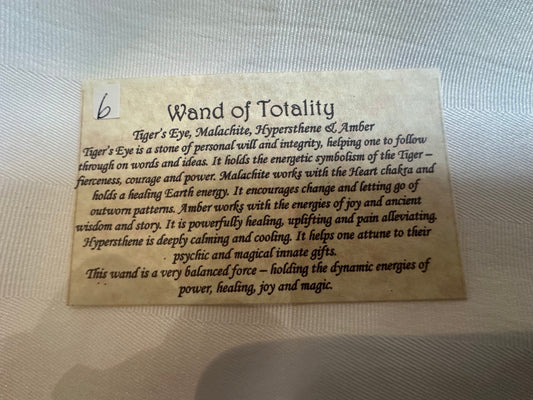 6
Wand of Totality
Tiger's Eye, Malachite, Hypersthene & Amber
Tiger's Eye is a stone of personal will and integrity, helping one to follow
through on words and ideas. It holds the energetic symbolism of the Tiger –
fierceness, courage and power. Malachite works with the Heart chakra and
holds a healing Earth energy. It encourages change and letting go of
outworn patterns. Amber works with the energies of joy and ancient
wisdom and story. It is powerfully healing, uplifting and pain alleviating.
Hypersthene is deeply calming and cooling. It helps one attune to their
psychic and magical innate gifts.
This wand is a very balanced force – holding the dynamic energies of
power, healing, joy and magic.